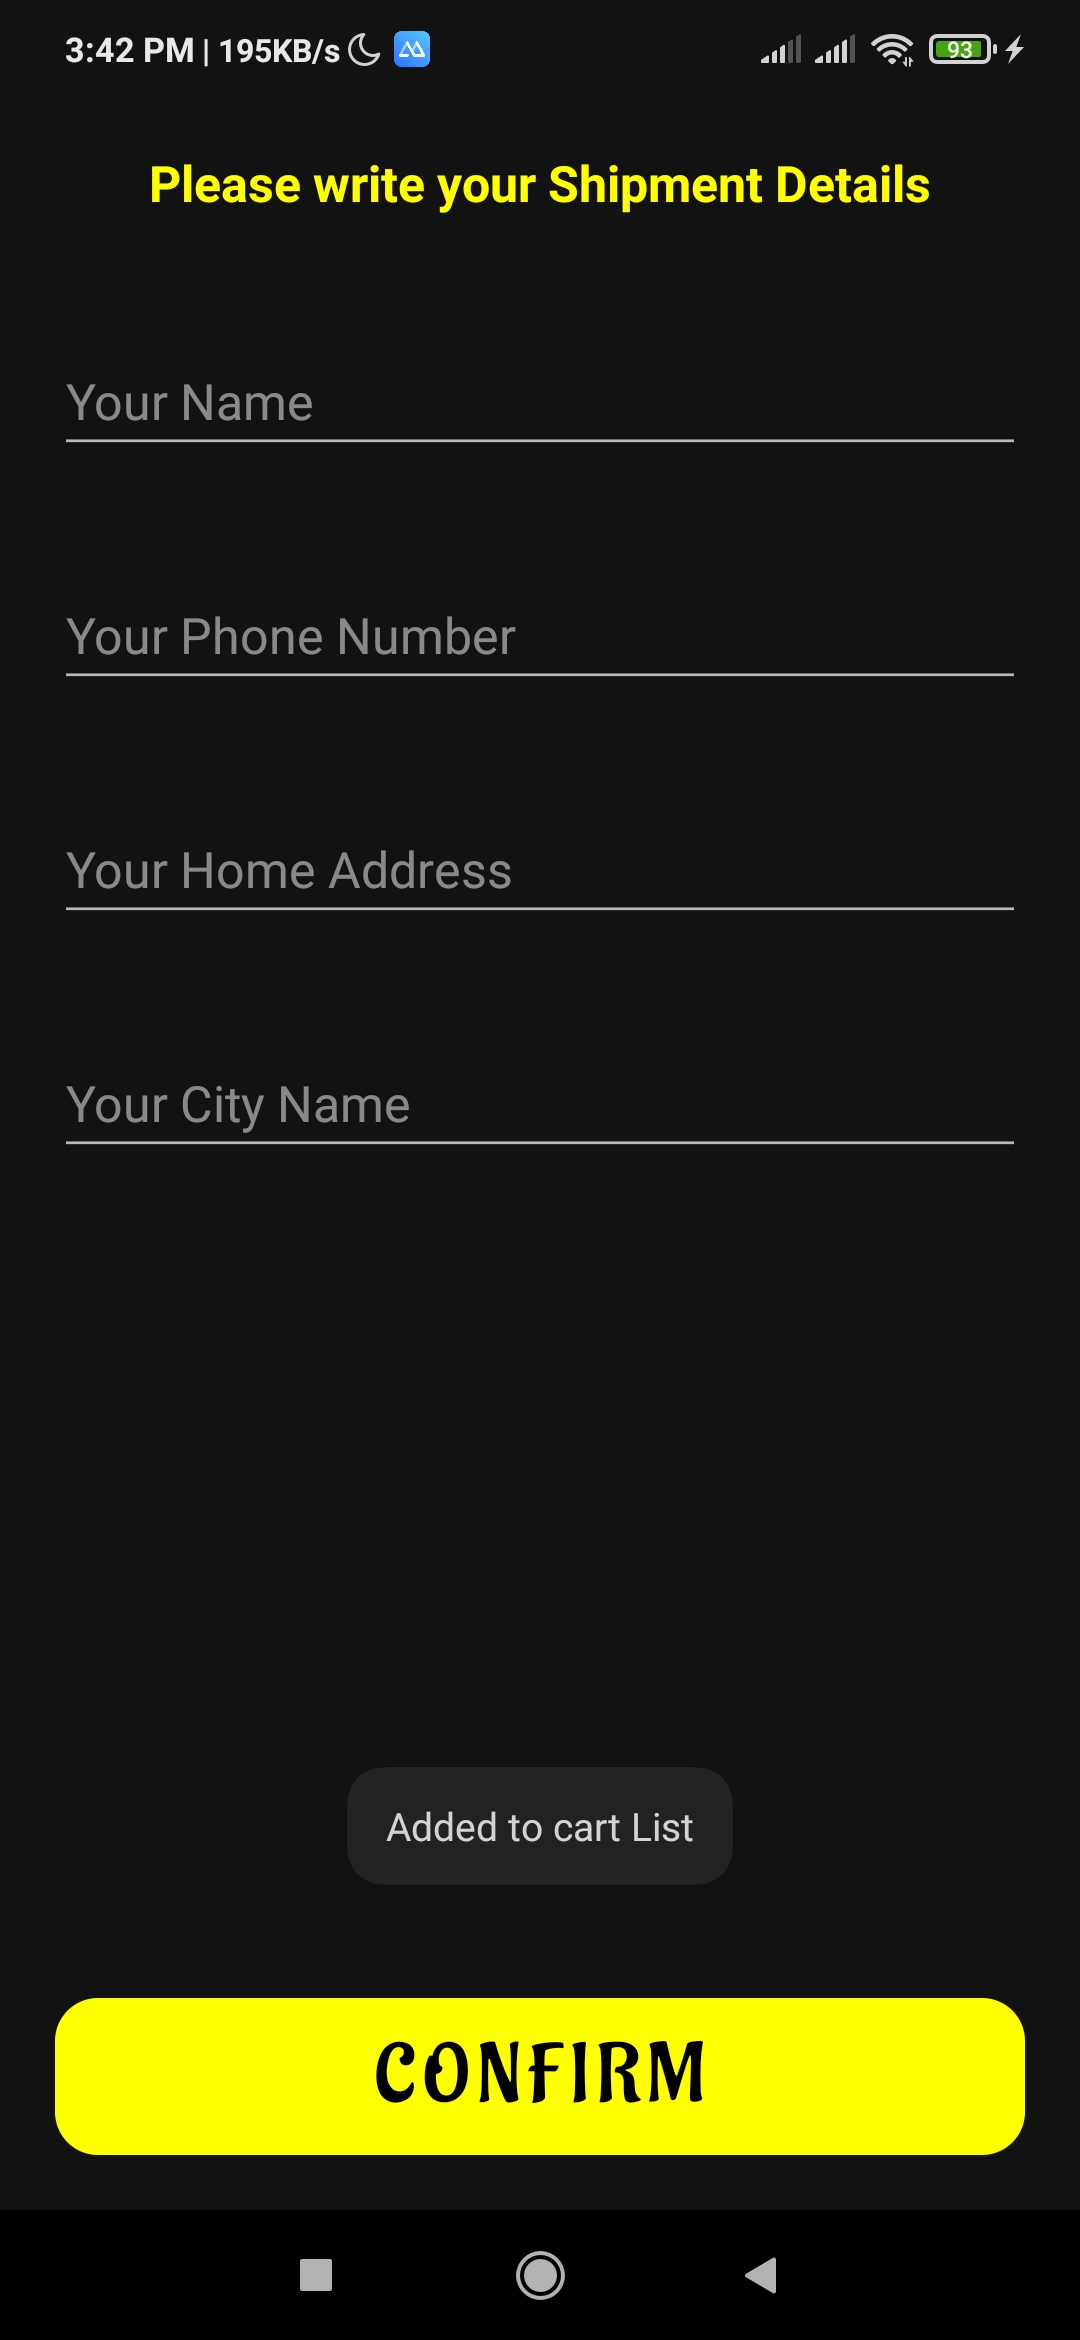 3:42 PM | 195KB/s 93
Please write your Shipment Details
Your Name
Your Phone Number
Your Home Address
Your City Name
Added to cart List
CONFIRM